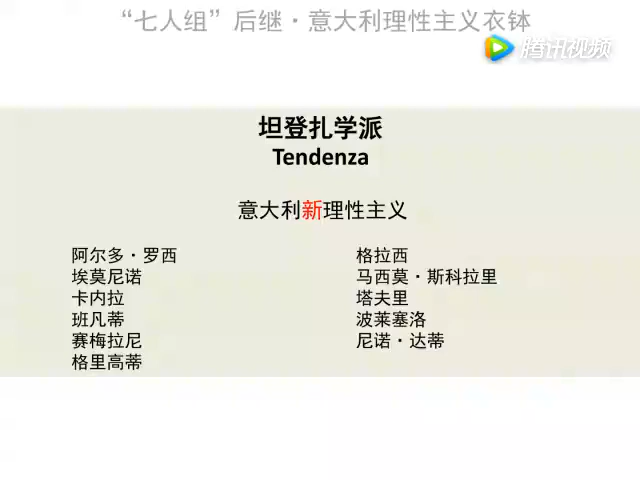 “七人组”后继·意大利理性主义衣钵
腾讯视频
坦登扎学派
Tendenza
意大利新理性主义
阿尔多·罗西
埃莫尼诺
卡内拉
班凡蒂
赛梅拉尼
格里高蒂
格拉西
马西莫·斯科拉里
塔夫里
波莱塞洛
尼诺·达蒂